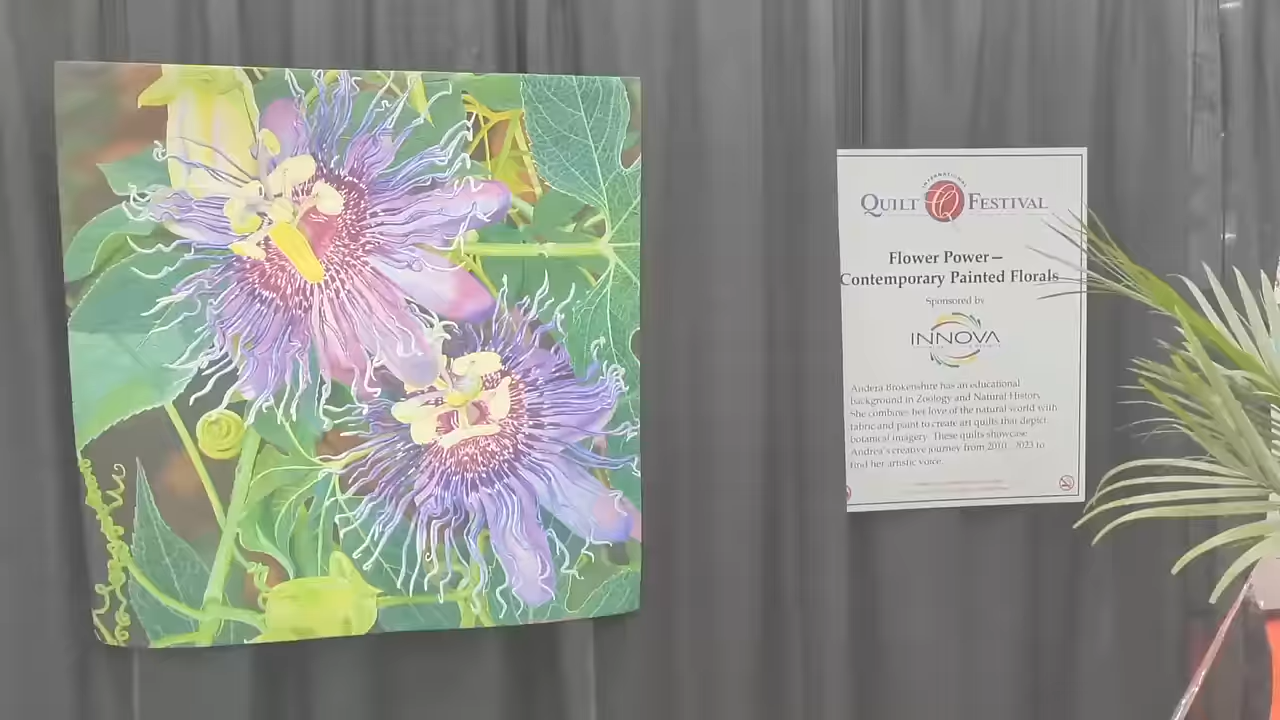 INTERNATIONAL
QUILT FESTIVAL
Flower Power—
Contemporary Painted Florals
Sponsored by
INNOVA
Andera Brokenshire has an educational
background in Zoology and Natural History
She combines her love of the natural world with
fabric and paint to create art quilts that depict
botanical imagery. These quilts showcase
Andrea's creative journey from 2010 - 2023 to
find her artistic voice.